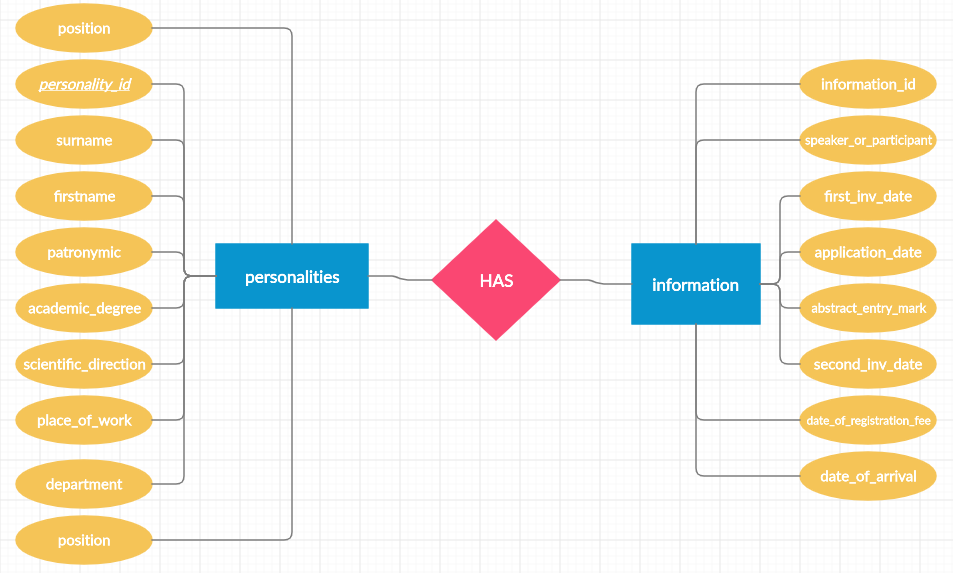 position
personality_id
surname
firstname
patronymic
academic_degree
scientific_direction
place_of_work
department
position
personalities
HAS
information
information_id
speaker_or_participant
first_inv_date
application_date
abstract_entry_mark
second_inv_date
date_of_registration_fee
date_of_arrival